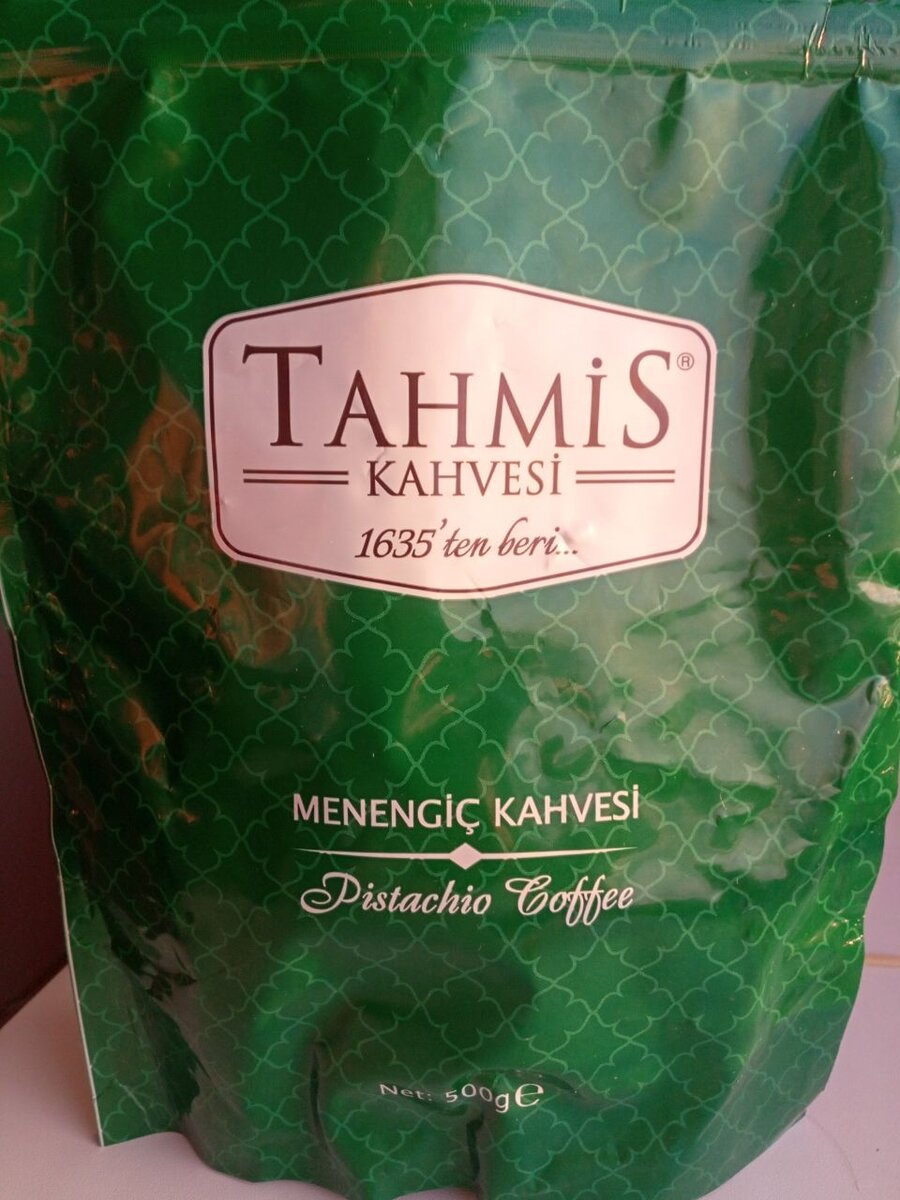 TAHMİS®
KAHVESİ
1635'ten beri...
MENENGİÇ KAHVESİ
Pistachio Coffee
Net: 500g ℮